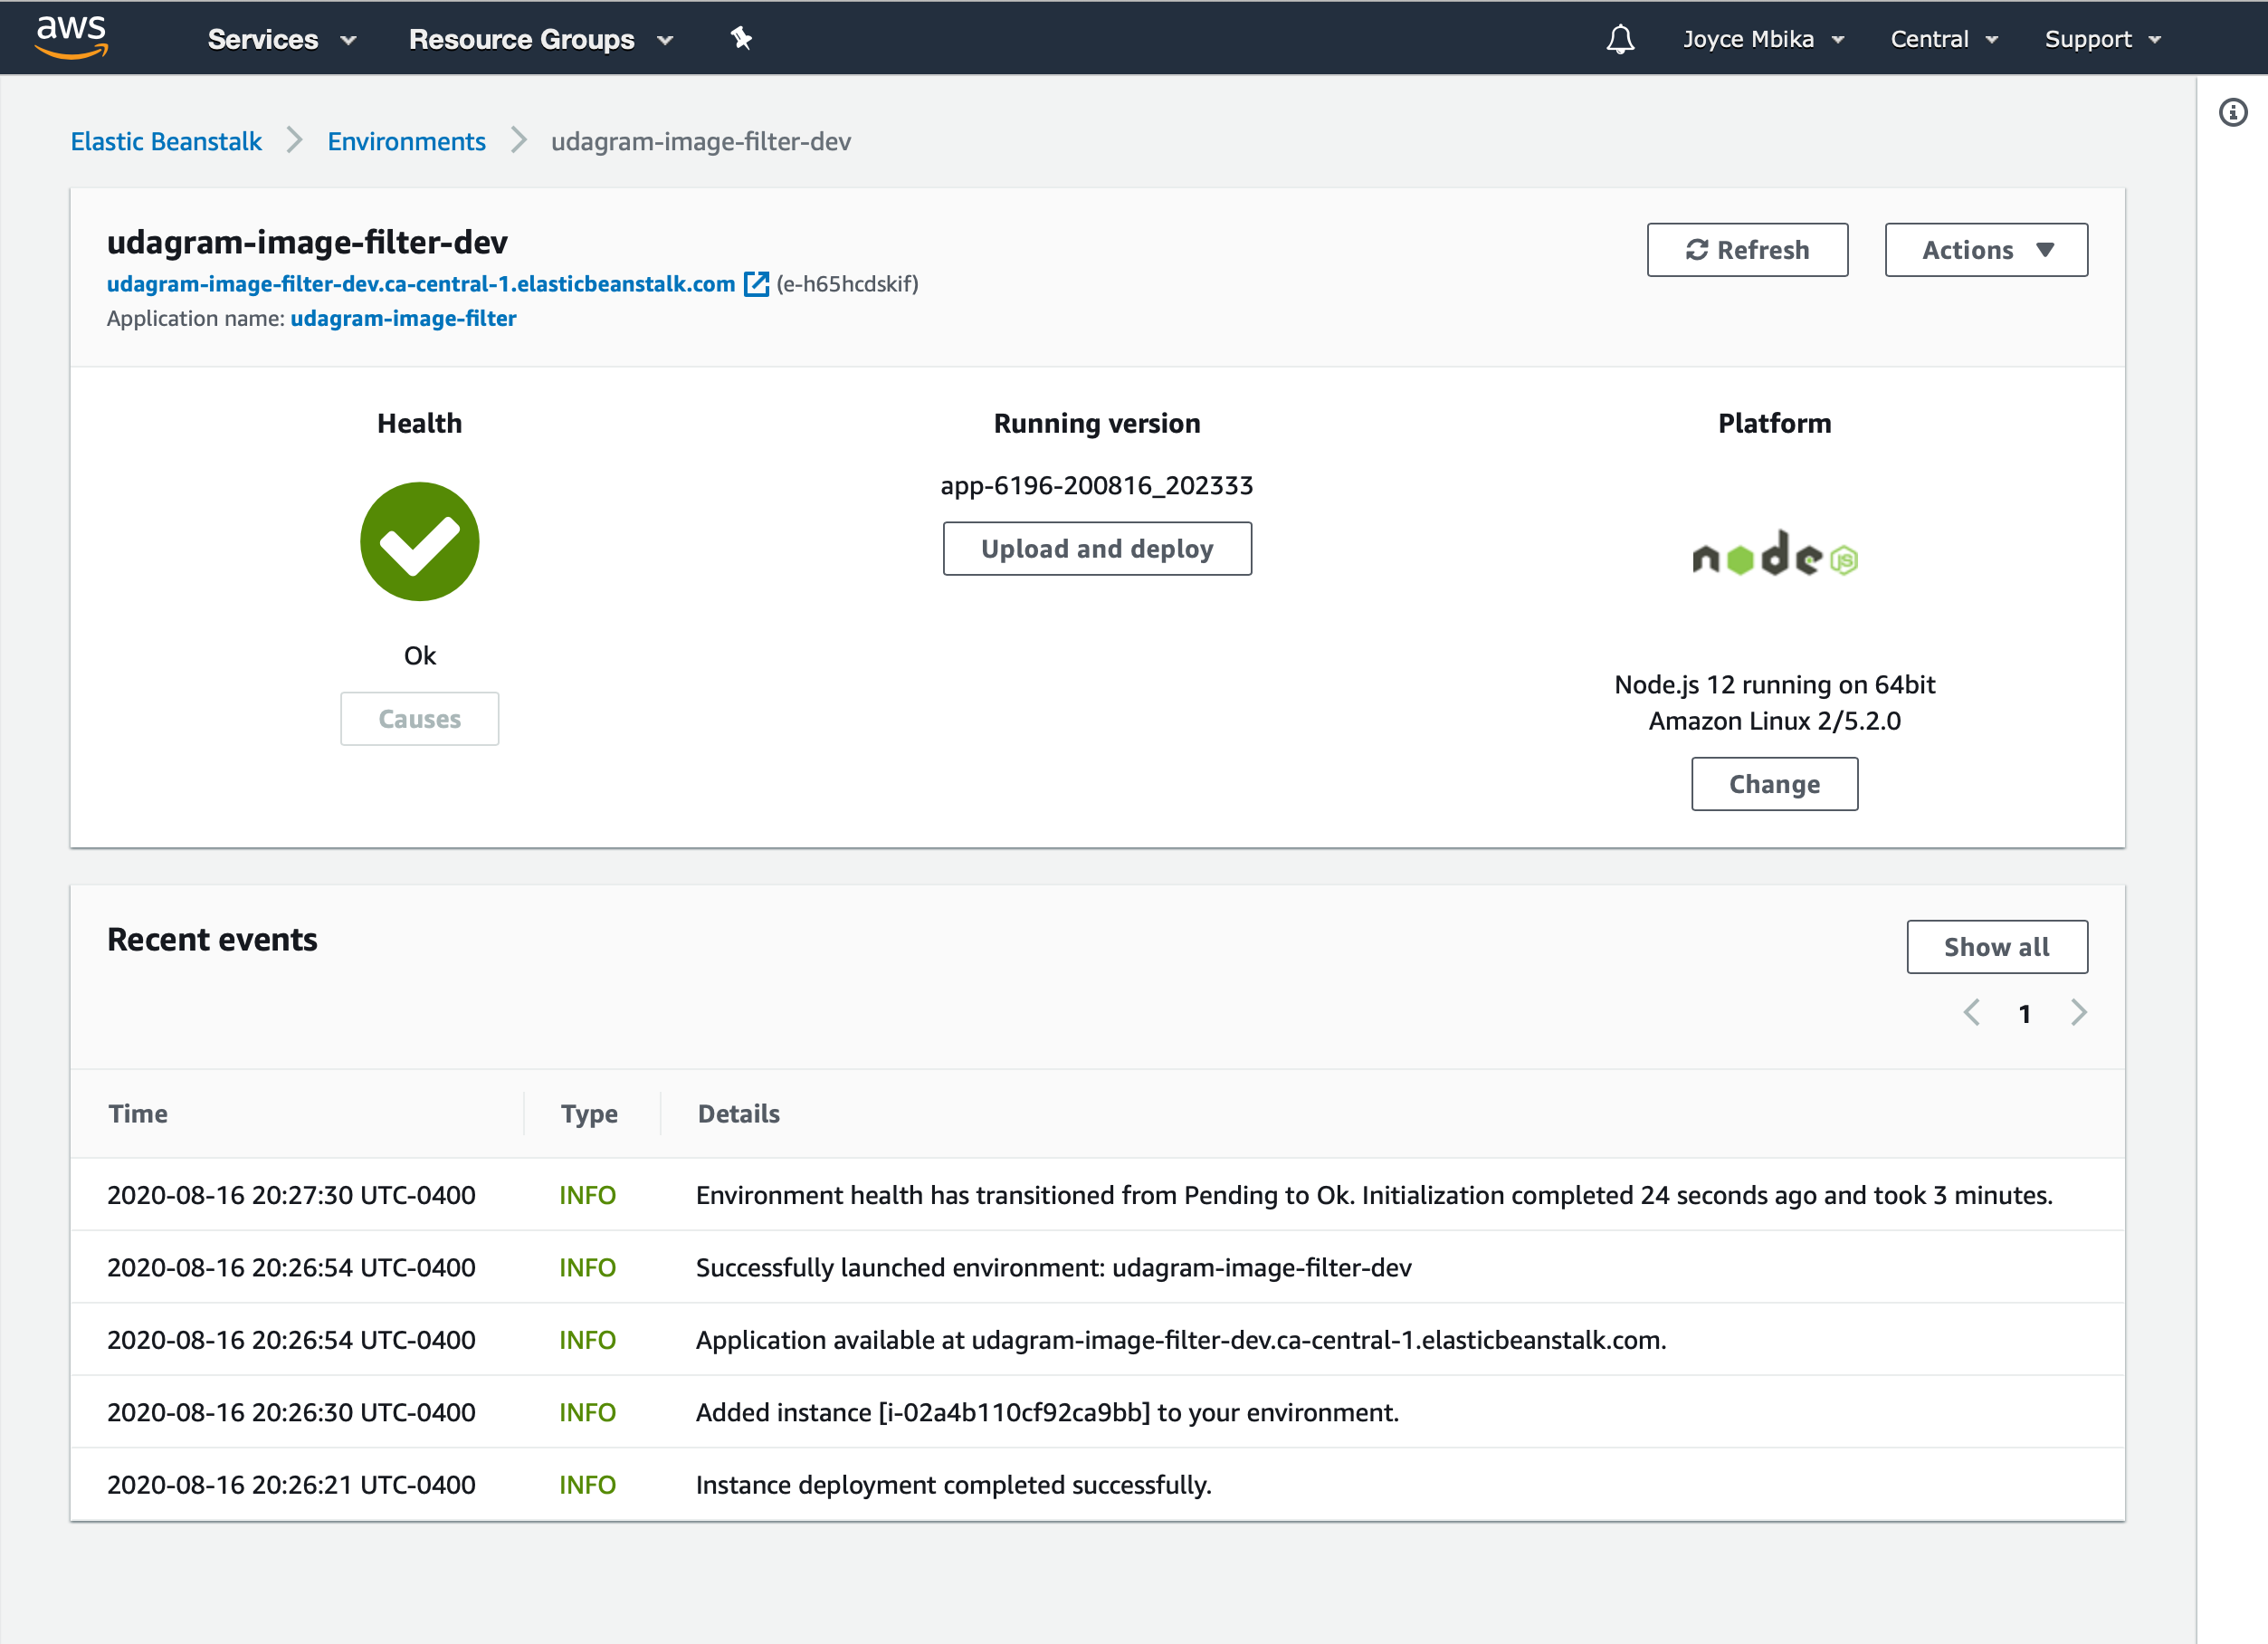 aws Services Resource Groups Joyce Mbika Central Support
Elastic Beanstalk Environments udagram-image-filter-dev
udagram-image-filter-dev
Refresh Actions
udagram-image-filter-dev.ca-central-1.elasticbeanstalk.com (e-h65hcdskif)
Application name: udagram-image-filter
Health
Ok
Causes
Running version
app-6196-200816_202333
Upload and deploy
Platform
node JS
Node.js 12 running on 64bit
Amazon Linux 2/5.2.0
Change
Recent events
Show all
1
Time Type Details
2020-08-16 20:27:30 UTC-0400 INFO Environment health has transitioned from Pending to Ok. Initialization completed 24 seconds ago and took 3 minutes.
2020-08-16 20:26:54 UTC-0400 INFO Successfully launched environment: udagram-image-filter-dev
2020-08-16 20:26:54 UTC-0400 INFO Application available at udagram-image-filter-dev.ca-central-1.elasticbeanstalk.com.
2020-08-16 20:26:30 UTC-0400 INFO Added instance [i-02a4b110cf92ca9bb] to your environment.
2020-08-16 20:26:21 UTC-0400 INFO Instance deployment completed successfully.